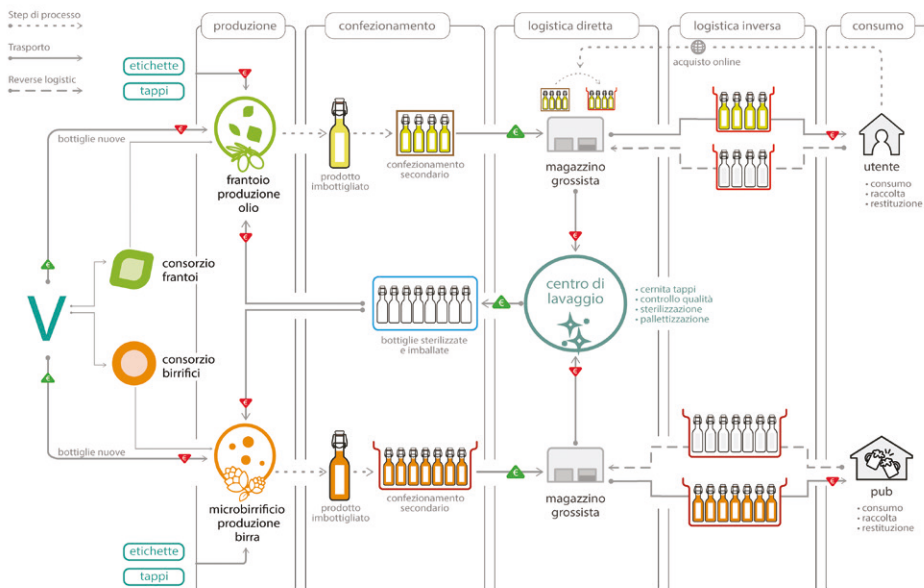 Step di processo
Trasporto
Reverse logistic
produzione
confezionamento
logistica diretta
logistica inversa
consumo
etichette
tappi
acquisto online
bottiglie nuove
frantoio
produzione
olio
prodotto
imbottigliato
confezionamento
secondario
magazzino
grossista
utente
• consumo
• raccolta
• restituzione
V
consorzio
frantoi
consorzio
birrifici
bottiglie sterilizzate
e imballate
centro di
lavaggio
• cernita tappi
• controllo qualità
• sterilizzazione
• pallettizzazione
bottiglie nuove
microbirrificio
produzione
birra
prodotto
imbottigliato
confezionamento
secondario
magazzino
grossista
pub
• consumo
• raccolta
• restituzione
etichette
tappi
€
€
€
€
€
€
€
€
€
€
€
€
€
€